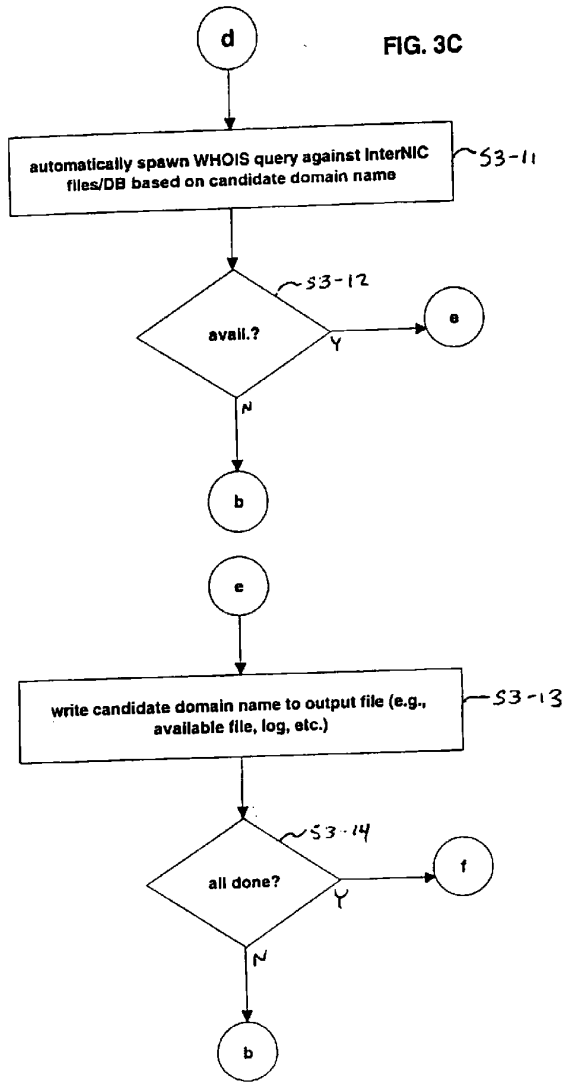 d
FIG. 3C
automatically spawn WHOIS query against InterNIC
files/DB based on candidate domain name
S3-11
S3-12
avail.?
Y
e
N
b
e
write candidate domain name to output file (e.g.,
available file, log, etc.)
S3-13
S3-14
all done?
Y
f
N
b